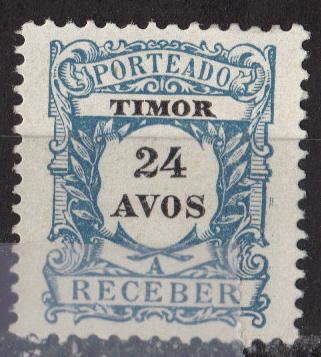 PORTEADO
TIMOR
24
AVOS
A
RECEBER